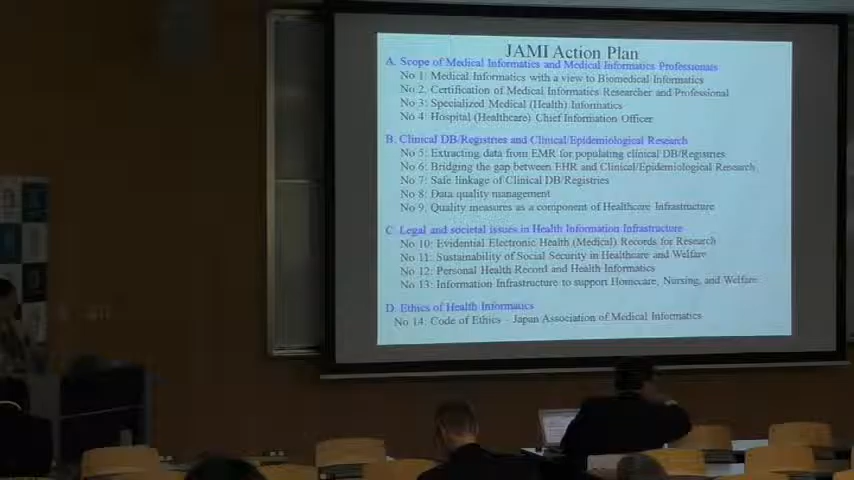 JAMI Action Plan
A. Scope of Medical Informatics and Medical Informatics Professionals
No 1: Medical Informatics with a view to Biomedical Informatics
No 2: Certification of Medical Informatics Researcher and Professional
No 3: Specialized Medical (Health) Informatics
No 4: Hospital (Healthcare) Chief Information Officer
B. Clinical DB/Registries and Clinical/Epidemiological Research
No 5: Extracting data from EMR for populating clinical DB/Registries
No 6: Bridging the gap between EHR and Clinical/Epidemiological Research
No 7: Safe linkage of Clinical DB/Registries
No 8: Data quality management
No 9: Quality measures as a component of Healthcare Infrastructure
C. Legal and societal issues in Health Information Infrastructure
No 10: Evidential Electronic Health (Medical) Records for Research
No 11: Sustainability of Social Security in Healthcare and Welfare
No 12: Personal Health Record and Health Informatics
No 13: Information Infrastructure to support Homecare, Nursing, and Welfare
D. Ethics of Health Informatics
No 14: Code of Ethics - Japan Association of Medical Informatics